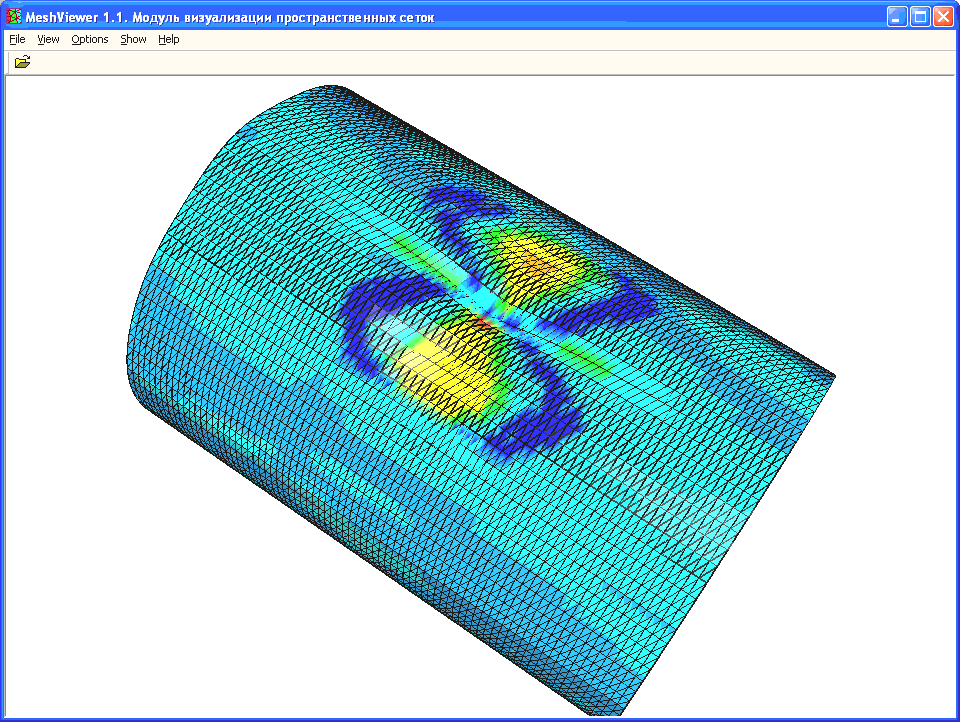 MeshViewer 1.1. Модуль визуализации пространственных сеток
File View Options Show Help